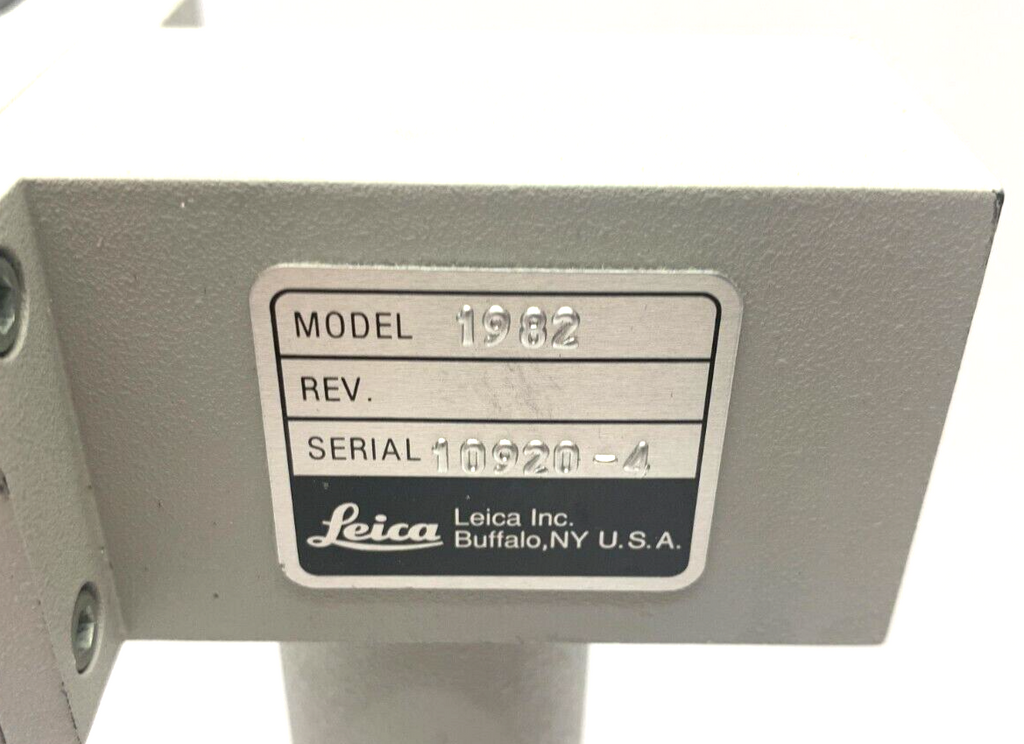 MODEL 1982
REV.
SERIAL 10920-4
Leica Leica Inc.
Buffalo,NY U.S.A.